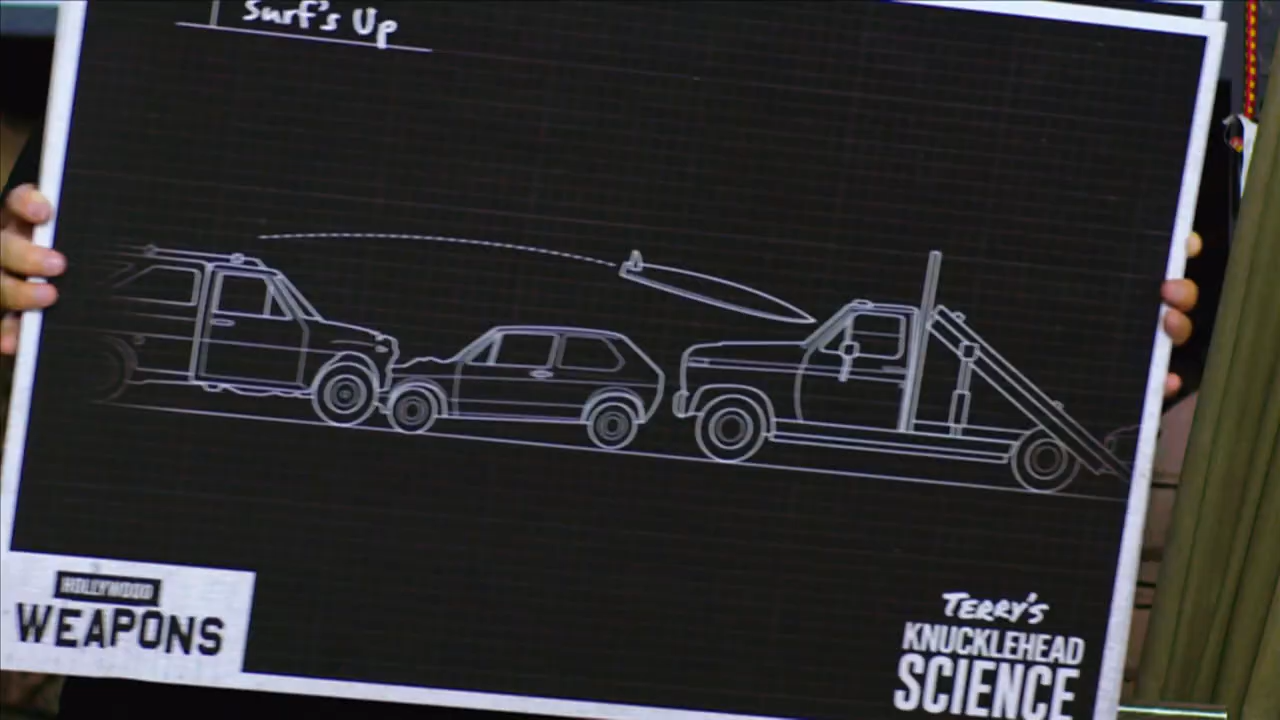 Surf's Up
HOLLYWOOD
WEAPONS
TERRY'S
KNUCKLEHEAD
SCIENCE